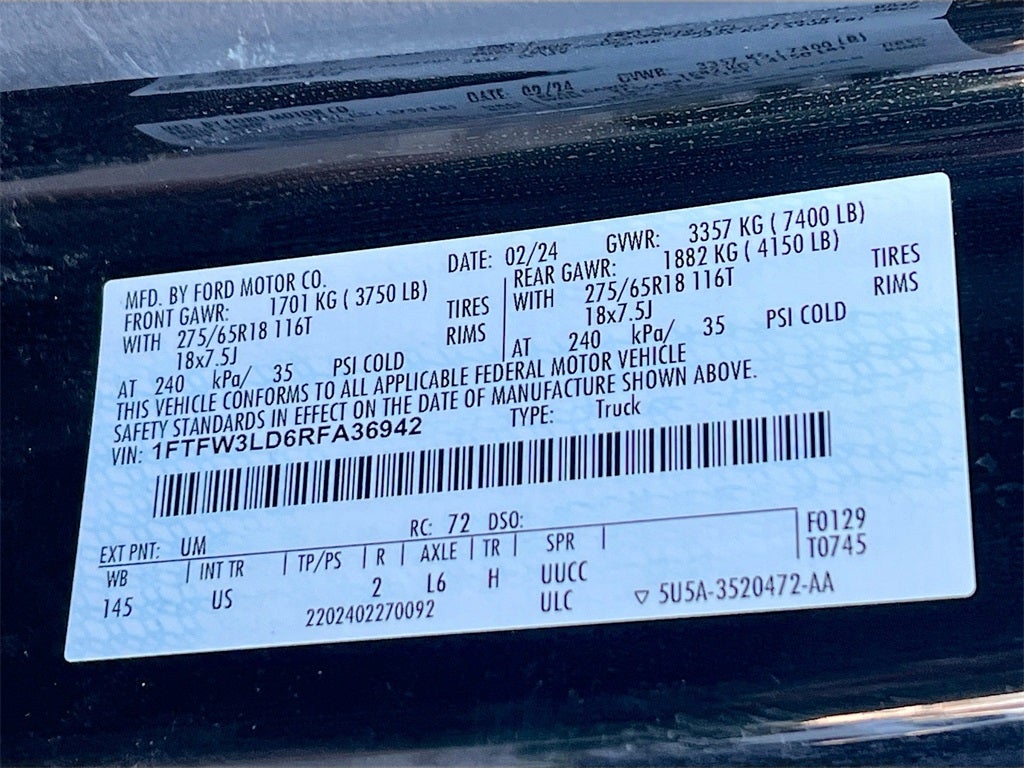 MFD. BY FORD MOTOR CO. DATE: 02/24 GVWR: 3357 KG ( 7400 LB)
FRONT GAWR: 1701 KG ( 3750 LB) REAR GAWR: 1882 KG ( 4150 LB)
WITH 275/65R18 116T TIRES WITH 275/65R18 116T TIRES
18x7.5J RIMS 18x7.5J RIMS
AT 240 kPa/ 35 PSI COLD AT 240 kPa/ 35 PSI COLD
THIS VEHICLE CONFORMS TO ALL APPLICABLE FEDERAL MOTOR VEHICLE
SAFETY STANDARDS IN EFFECT ON THE DATE OF MANUFACTURE SHOWN ABOVE.
VIN: 1FTFW3LD6RFA36942 TYPE: Truck
EXT PNT: UM RC: 72 DSO: F0129
WB INT TR TP/PS R AXLE TR SPR T0745
145 US 2 L6 H UUCC
2202402270092 ULC ▽ 5U5A-3520472-AA